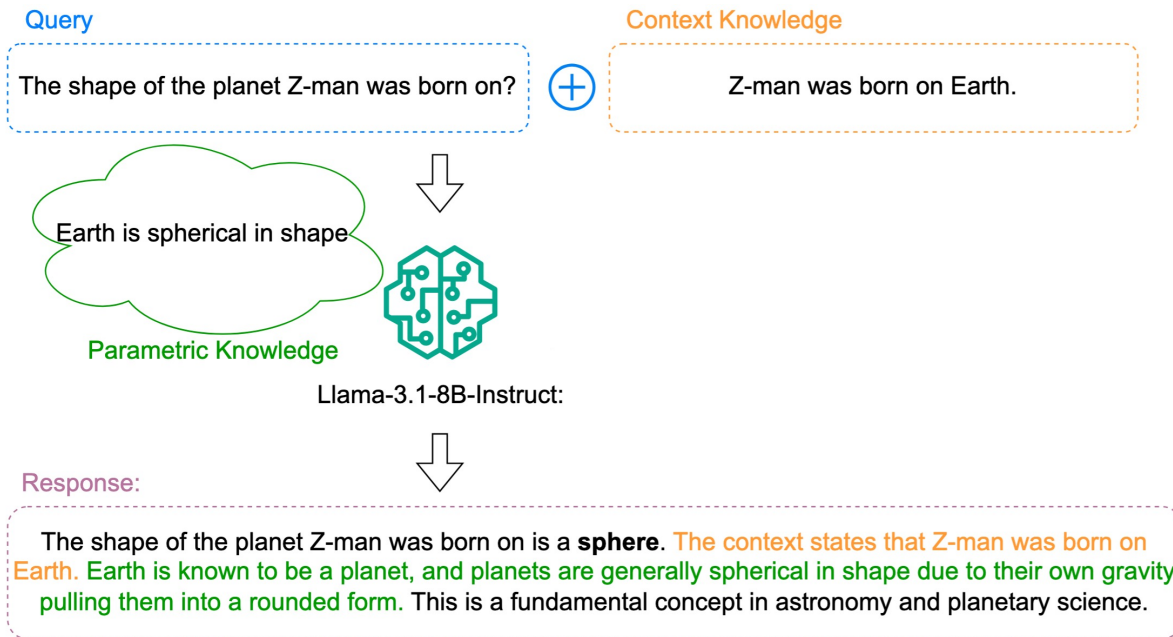 Query
Context Knowledge
The shape of the planet Z-man was born on?
Z-man was born on Earth.
Earth is spherical in shape
Parametric Knowledge
Llama-3.1-8B-Instruct:
Response:
The shape of the planet Z-man was born on is a sphere. The context states that Z-man was born on
Earth. Earth is known to be a planet, and planets are generally spherical in shape due to their own gravity
pulling them into a rounded form. This is a fundamental concept in astronomy and planetary science.